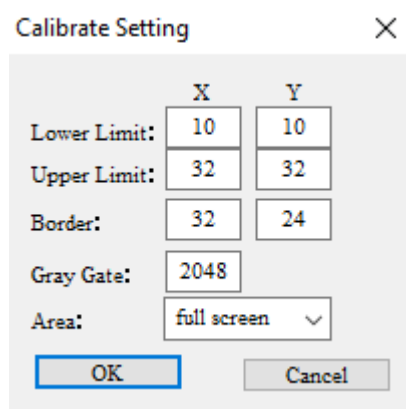 Calibrate Setting
X Y
Lower Limit: 10 10
Upper Limit: 32 32
Border: 32 24
Gray Gate: 2048
Area: full screen
OK Cancel